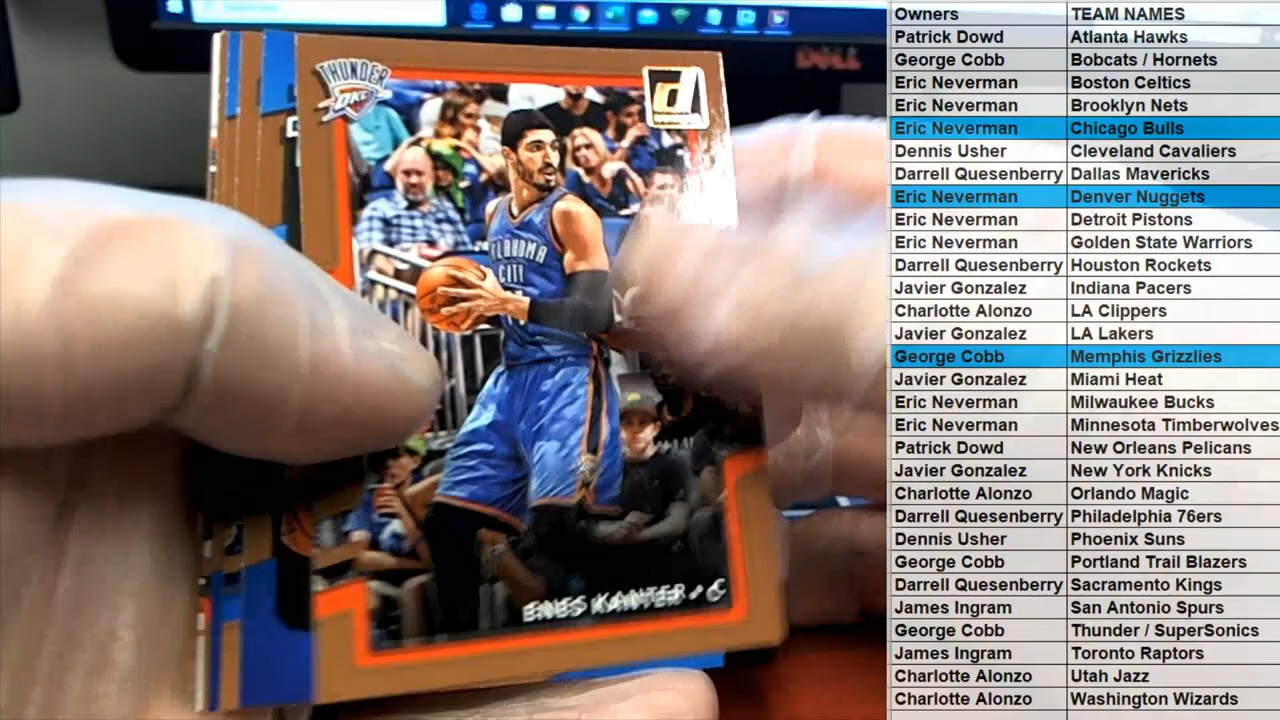 THUNDER
OKC
d
OKLAHOMA
CITY
ENES KANTER / C
DELL
Owners TEAM NAMES
Patrick Dowd Atlanta Hawks
George Cobb Bobcats / Hornets
Eric Neverman Boston Celtics
Eric Neverman Brooklyn Nets
Eric Neverman Chicago Bulls
Dennis Usher Cleveland Cavaliers
Darrell Quesenberry Dallas Mavericks
Eric Neverman Denver Nuggets
Eric Neverman Detroit Pistons
Eric Neverman Golden State Warriors
Darrell Quesenberry Houston Rockets
Javier Gonzalez Indiana Pacers
Charlotte Alonzo LA Clippers
Javier Gonzalez LA Lakers
George Cobb Memphis Grizzlies
Javier Gonzalez Miami Heat
Eric Neverman Milwaukee Bucks
Eric Neverman Minnesota Timberwolves
Patrick Dowd New Orleans Pelicans
Javier Gonzalez New York Knicks
Charlotte Alonzo Orlando Magic
Darrell Quesenberry Philadelphia 76ers
Dennis Usher Phoenix Suns
George Cobb Portland Trail Blazers
Darrell Quesenberry Sacramento Kings
James Ingram San Antonio Spurs
George Cobb Thunder / SuperSonics
James Ingram Toronto Raptors
Charlotte Alonzo Utah Jazz
Charlotte Alonzo Washington Wizards